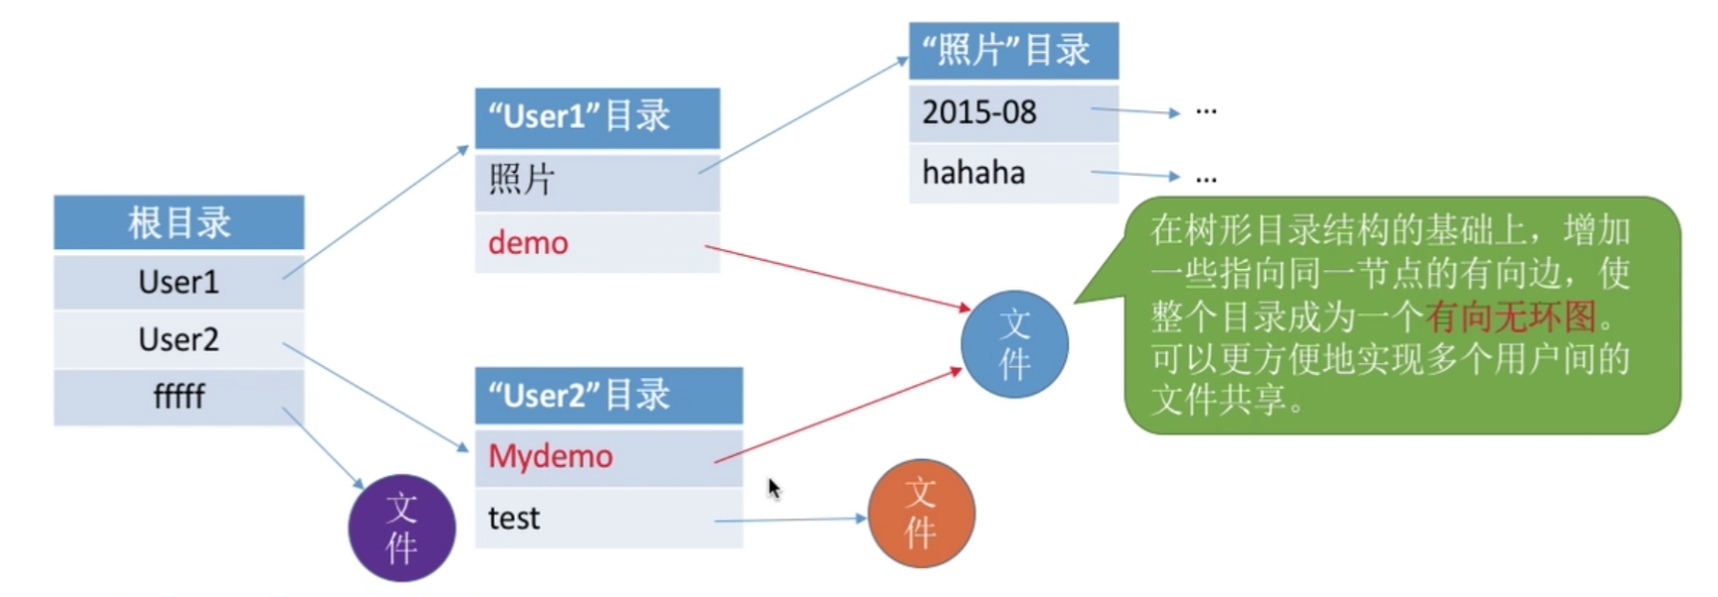 根目录
User1
User2
fffff
文
件
“User1”目录
照片
demo
“User2”目录
Mydemo
test
文
件
“照片”目录
2015-08
...
hahaha
...
文
件
在树形目录结构的基础上，增加
一些指向同一节点的有向边，使
整个目录成为一个有向无环图。
可以更方便地实现多个用户间的
文件共享。